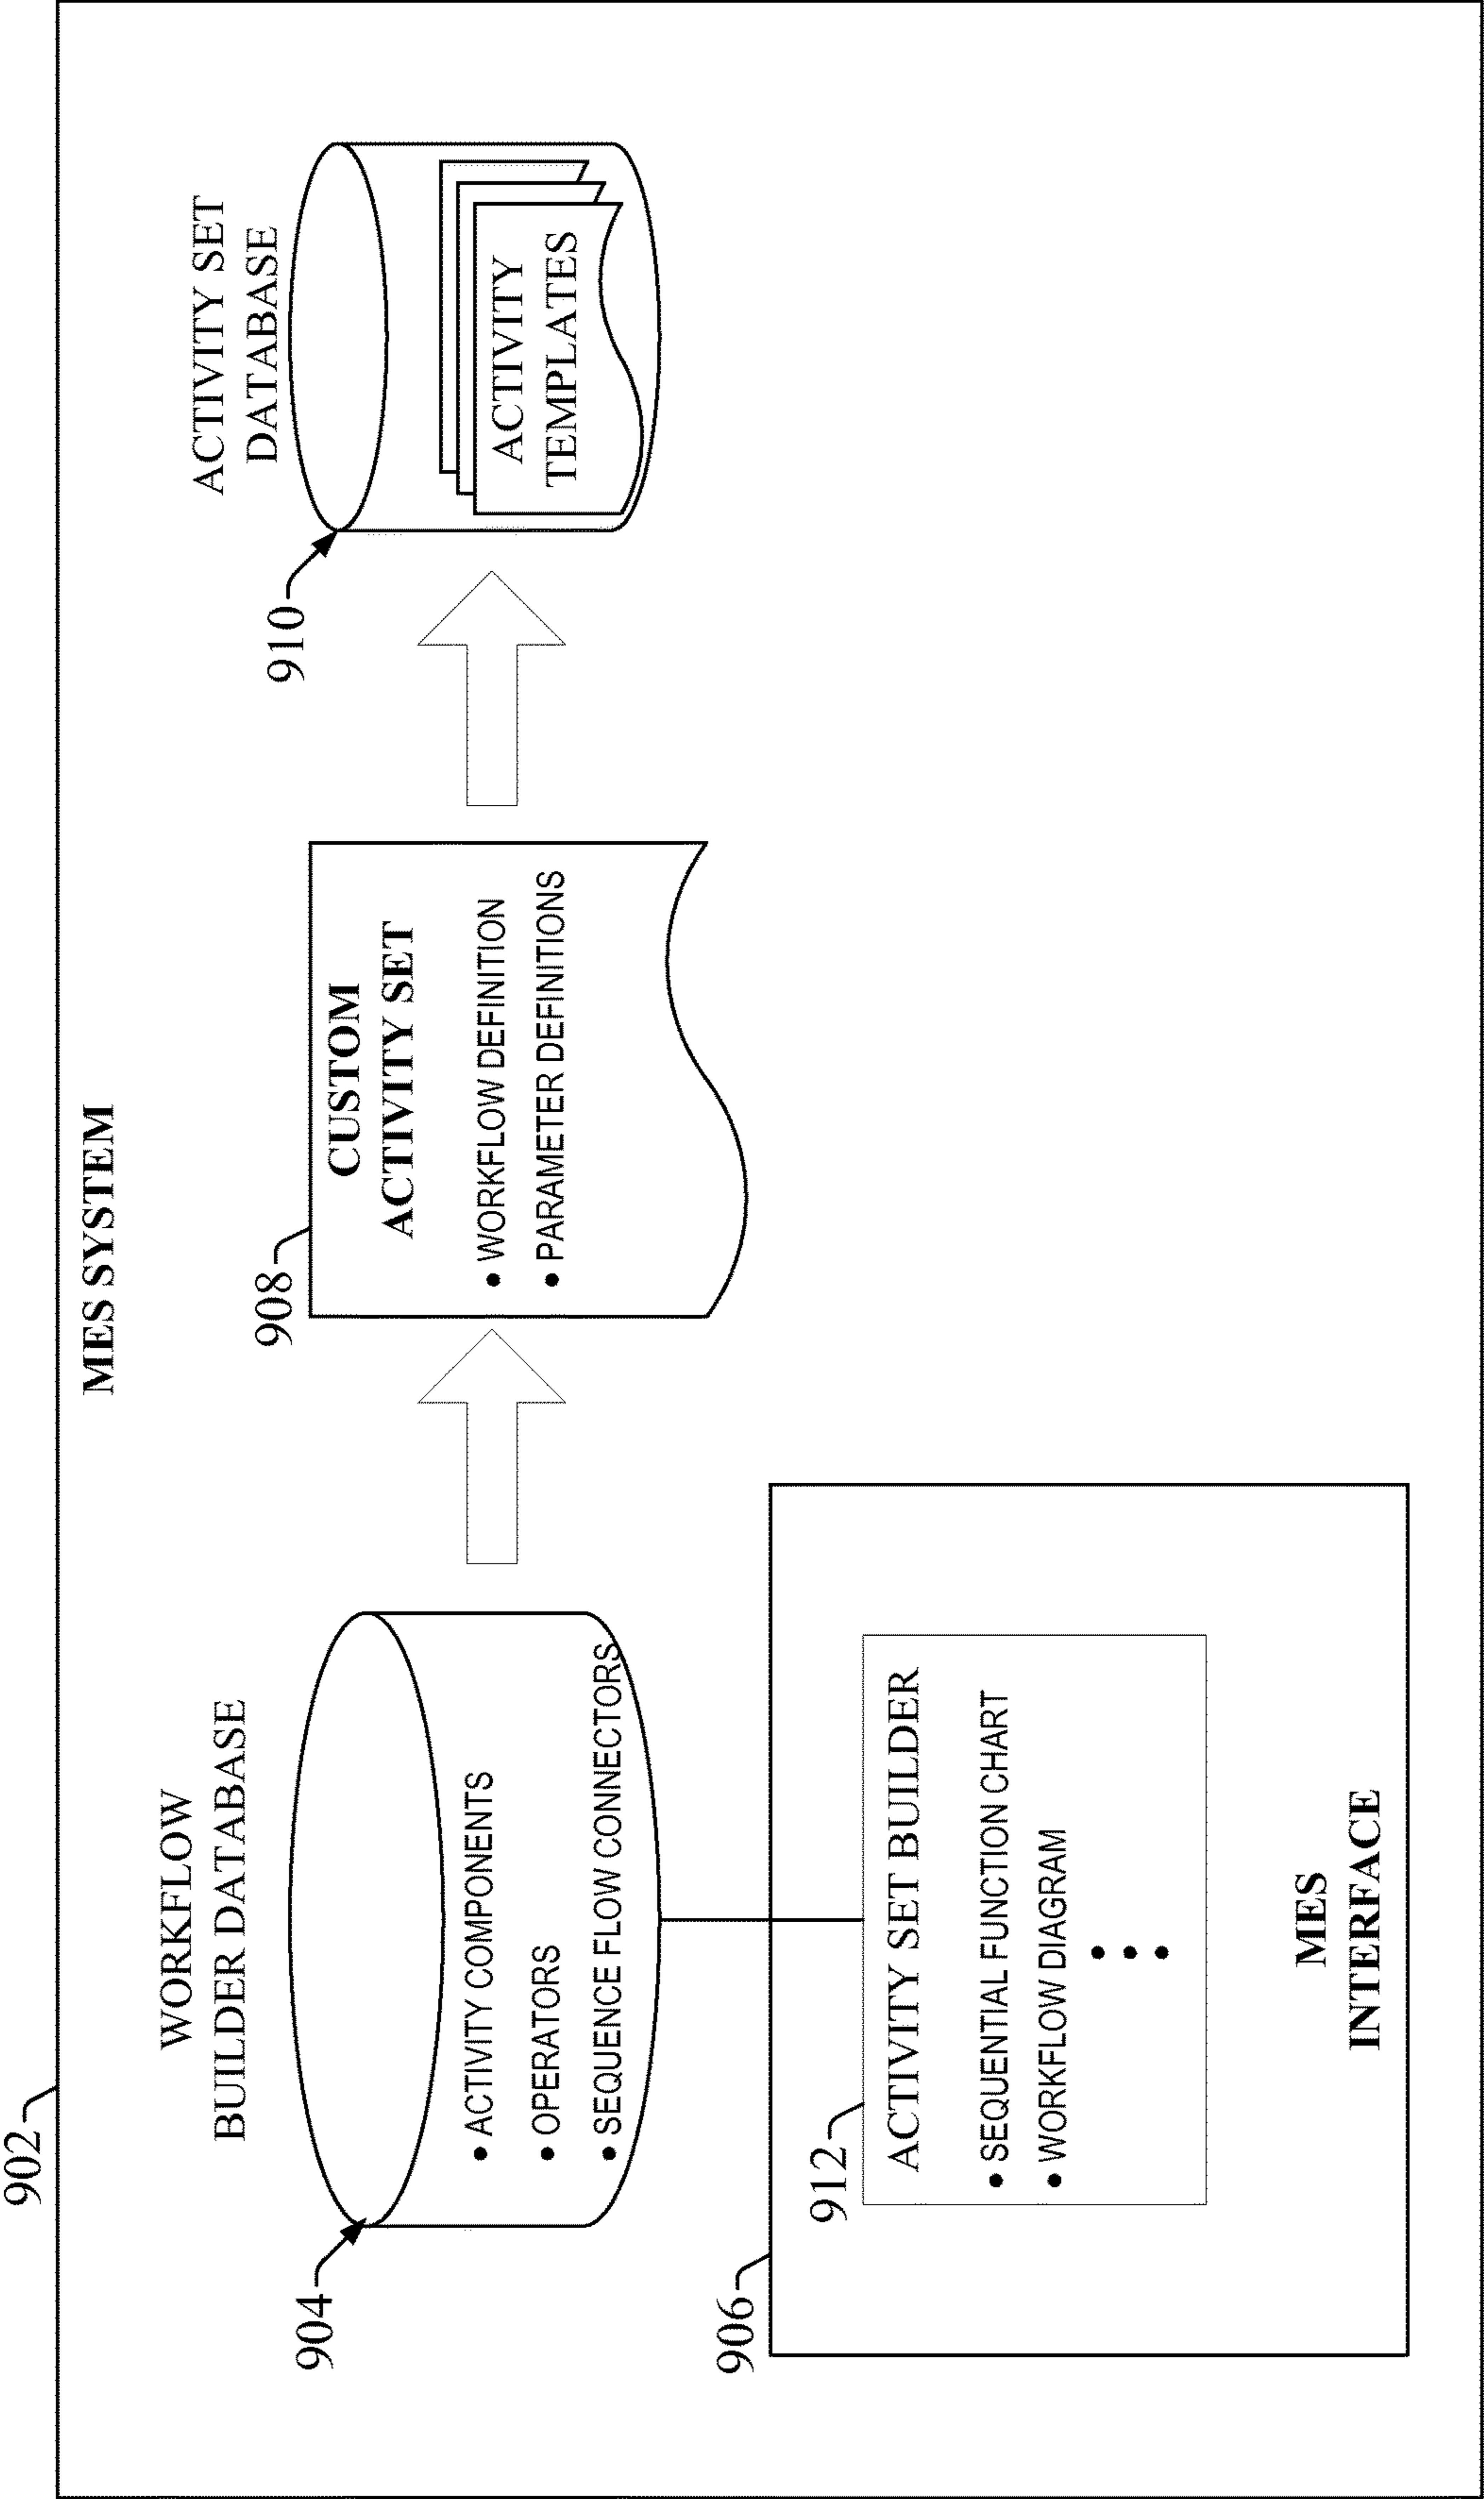 902
MES SYSTEM
WORKFLOW
BUILDER DATABASE
904
• ACTIVITY COMPONENTS
• OPERATORS
• SEQUENCE FLOW CONNECTORS
908
CUSTOM
ACTIVITY SET
• WORKFLOW DEFINITION
• PARAMETER DEFINITIONS
ACTIVITY SET
DATABASE
910
ACTIVITY
TEMPLATES
906
912
ACTIVITY SET BUILDER
• SEQUENTIAL FUNCTION CHART
• WORKFLOW DIAGRAM
MES
INTERFACE